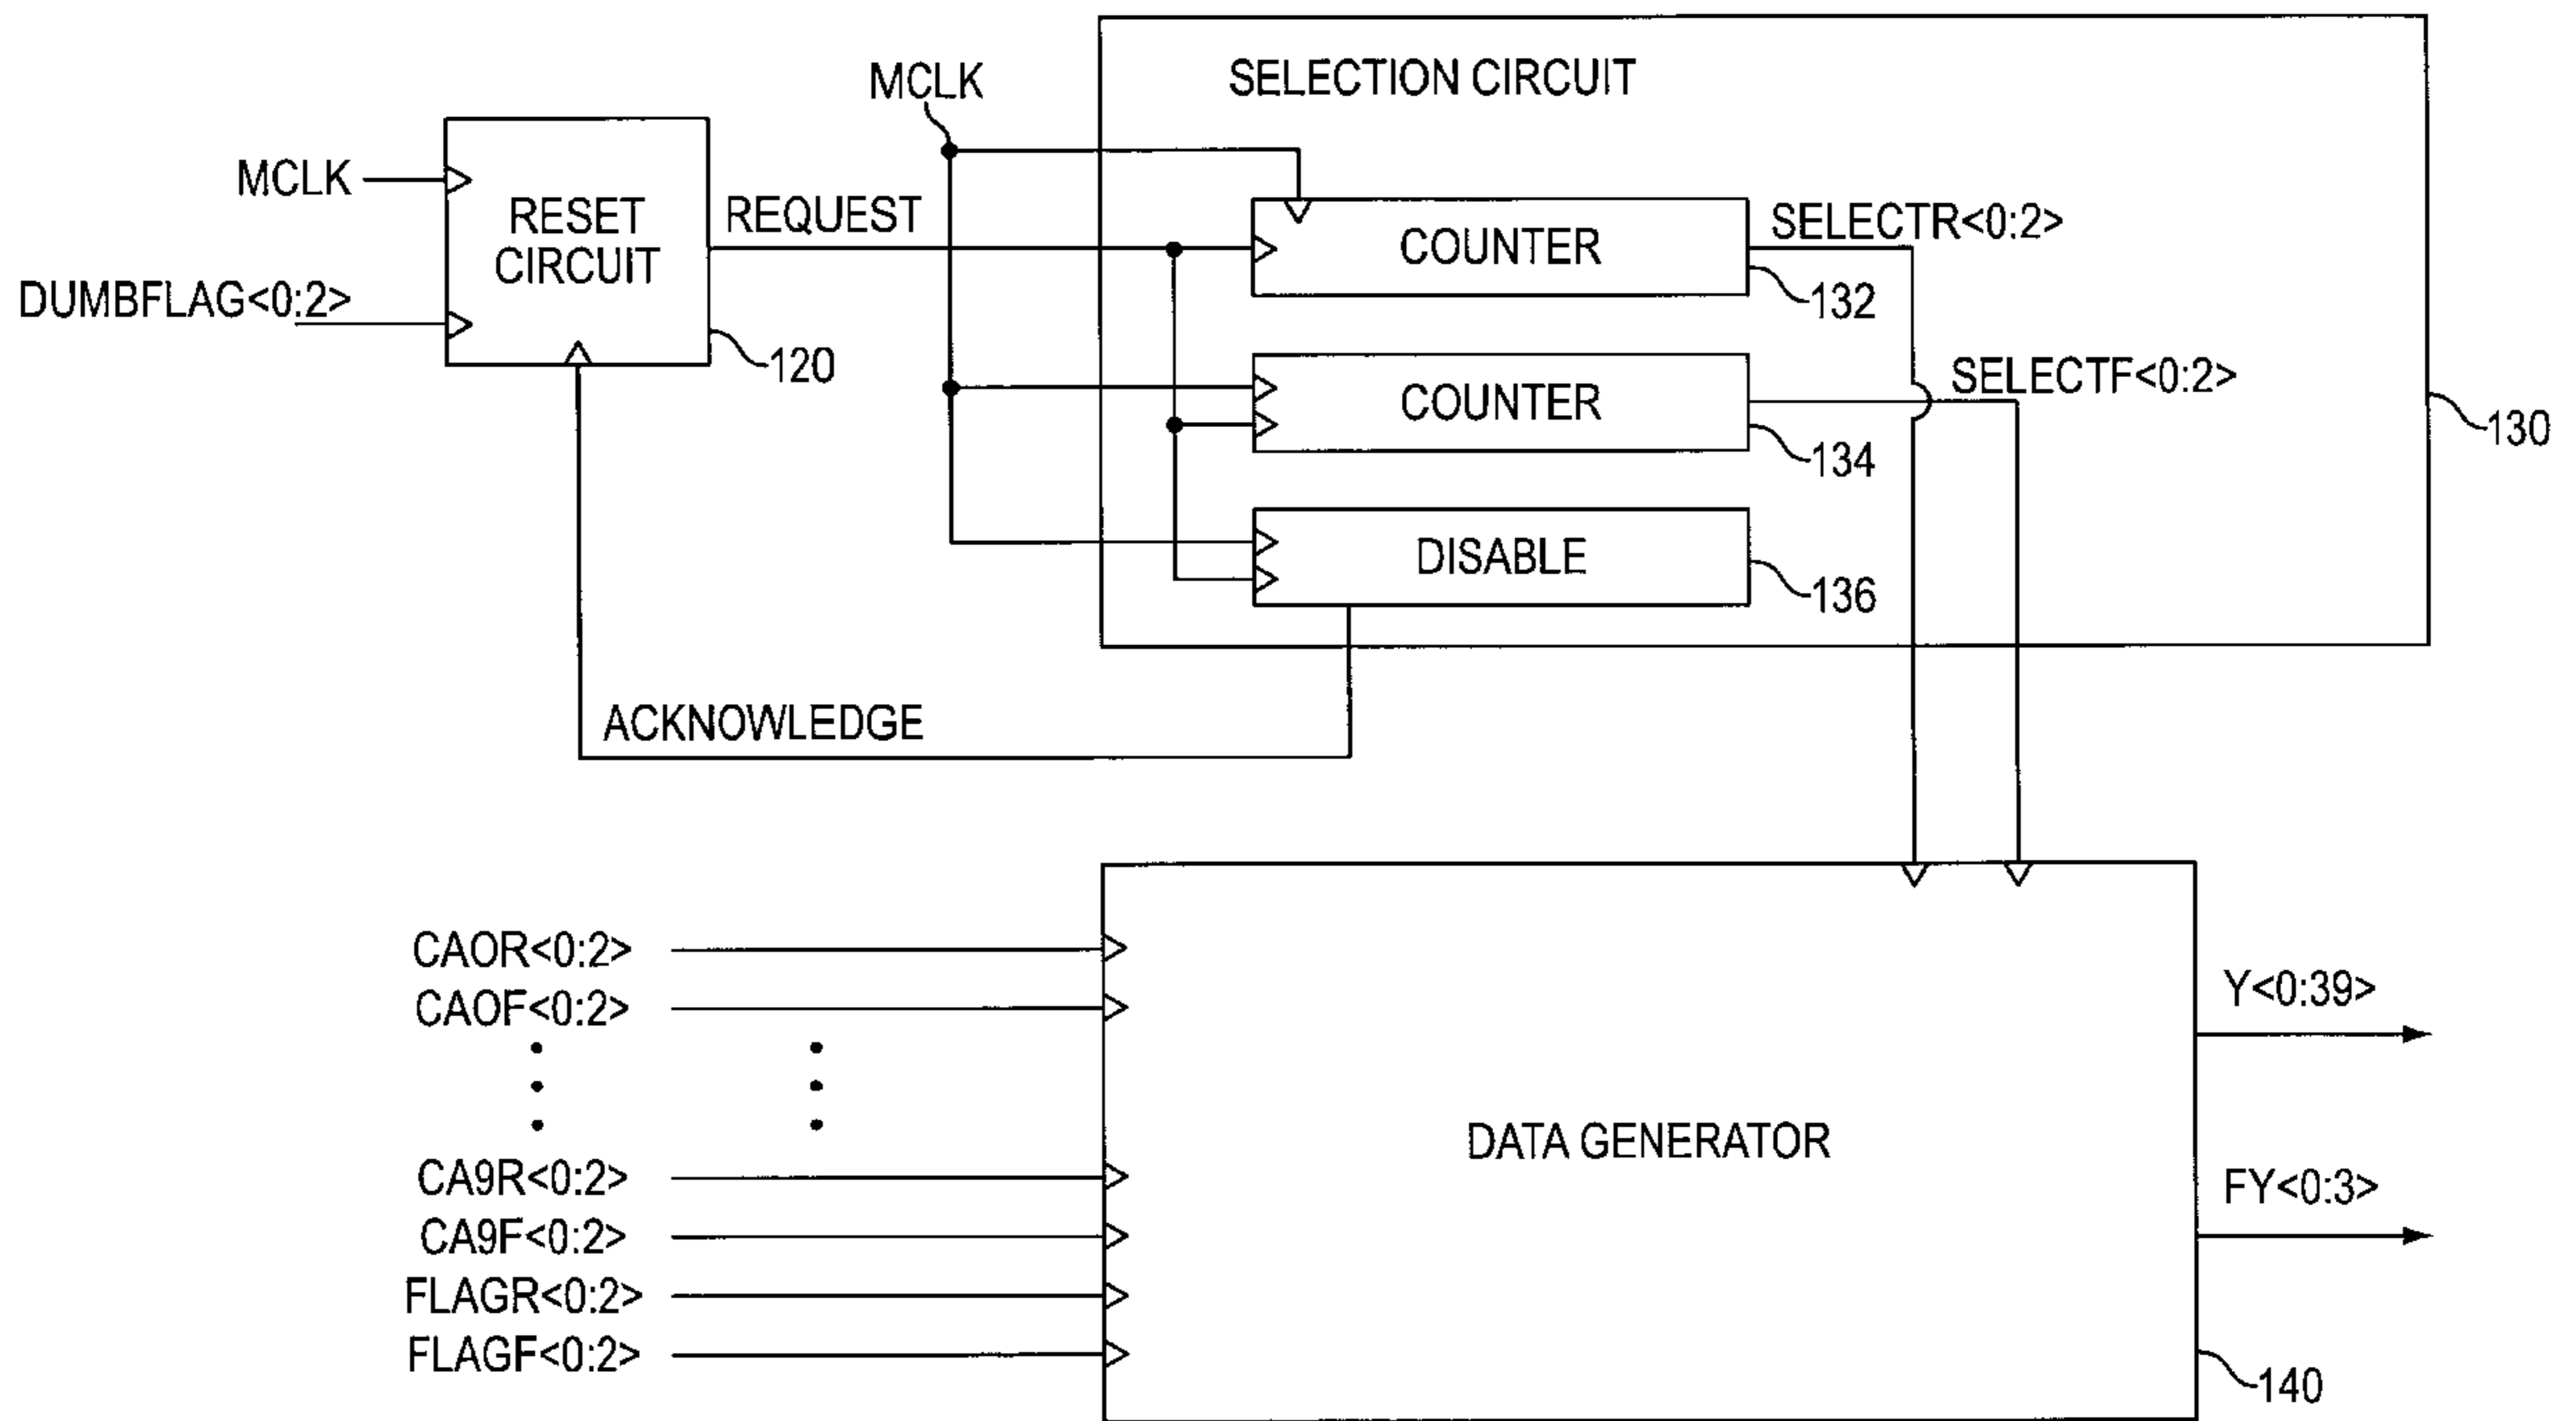 SELECTION CIRCUIT
MCLK
MCLK
RESET
CIRCUIT
REQUEST
DUMBFLAG<0:2>
120
COUNTER
SELECTR<0:2>
132
COUNTER
SELECTF<0:2>
134
130
DISABLE
136
ACKNOWLEDGE
CAOR<0:2>
CAOF<0:2>
CA9R<0:2>
CA9F<0:2>
FLAGR<0:2>
FLAGF<0:2>
DATA GENERATOR
Y<0:39>
FY<0:3>
140